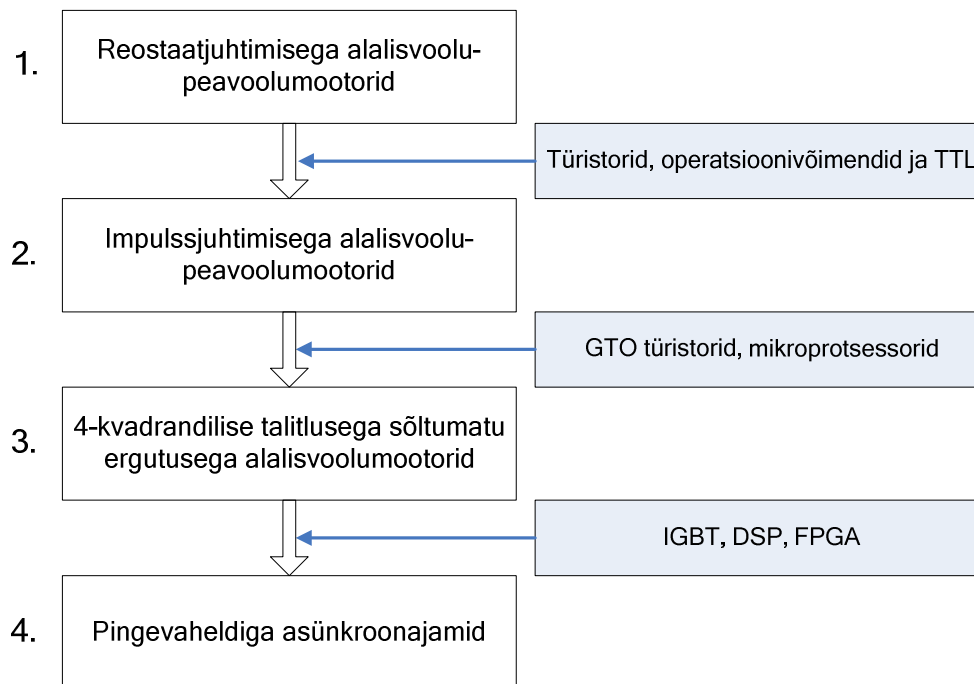 1.
Reostaatjuhtimisega alalisvoolu-
peavoolumootorid
Türistorid, operatsioonivõimendid ja TTL
2.
Impulssjuhtimisega alalisvoolu-
peavoolumootorid
GTO türistorid, mikroprotsessorid
3.
4-kvadrandilise talitlusega sõltumatu
ergutusega alalisvoolumootorid
IGBT, DSP, FPGA
4.
Pingevaheldiga asünkroonajamid